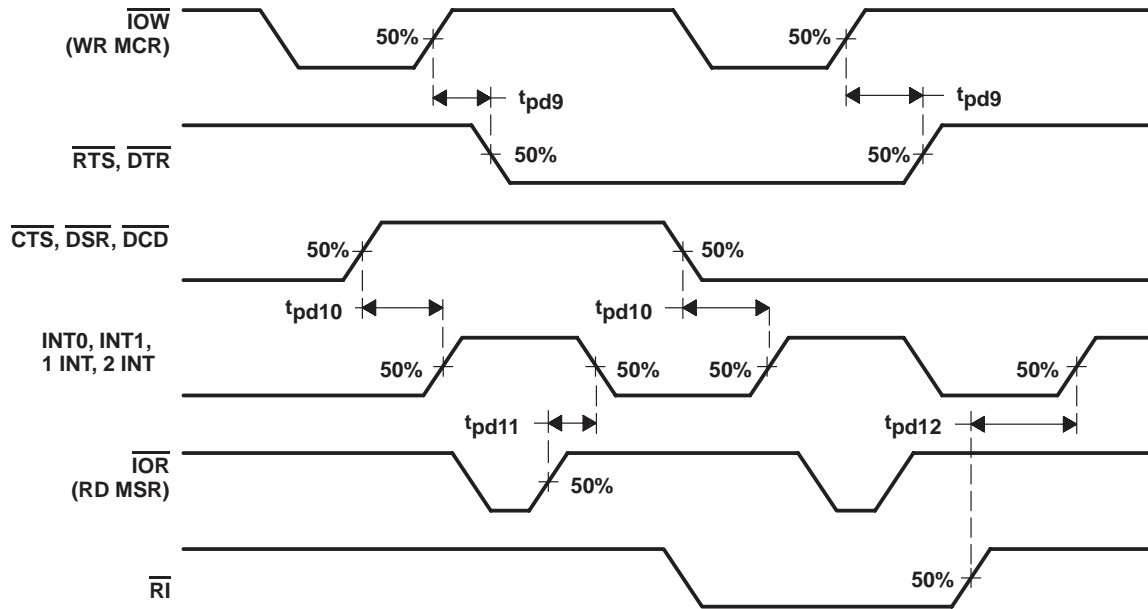 IOW
(WR MCR)
50%
50%
tpd9
tpd9
RTS, DTR
50%
50%
CTS, DSR, DCD
50%
50%
tpd10
tpd10
INT0, INT1,
1 INT, 2 INT
50%
50%
50%
50%
tpd11
tpd12
IOR
(RD MSR)
50%
RI
50%